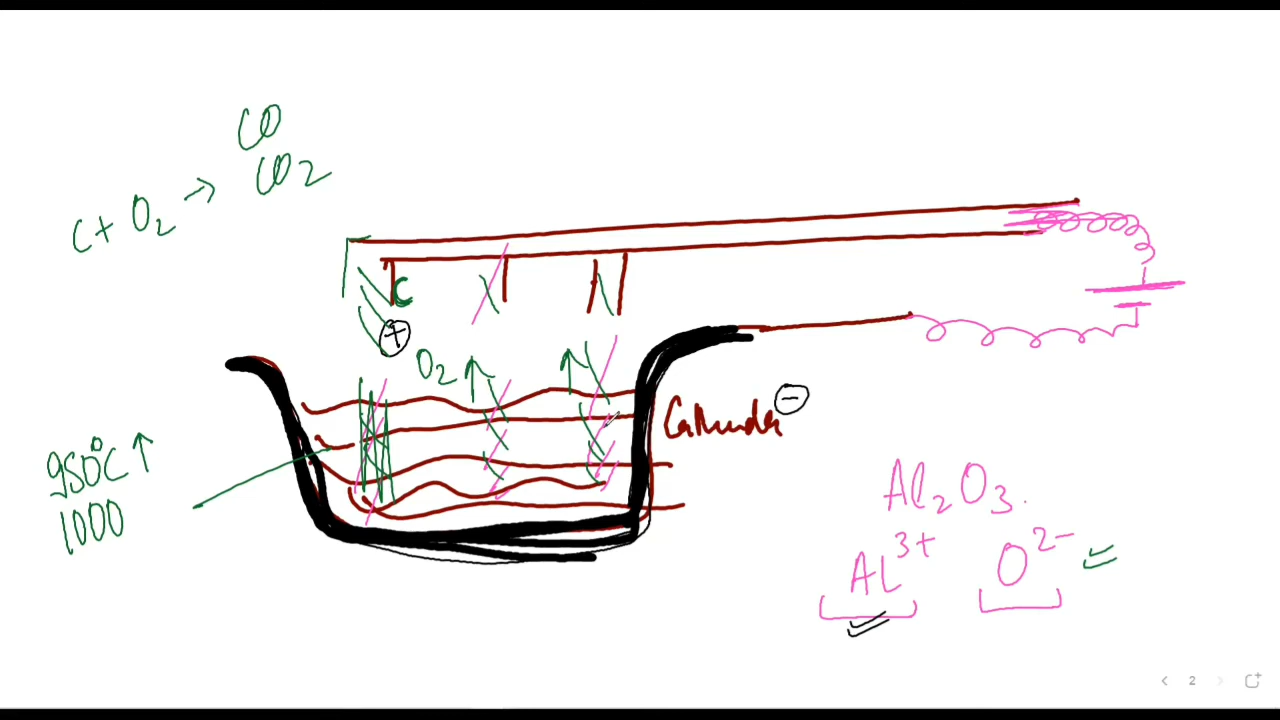 CO
CO2
C + O2 →
C
+
O2 ↑ ↑
Cathode −
950°C ↑
1000
Al2O3.
Al3+ O2−
2